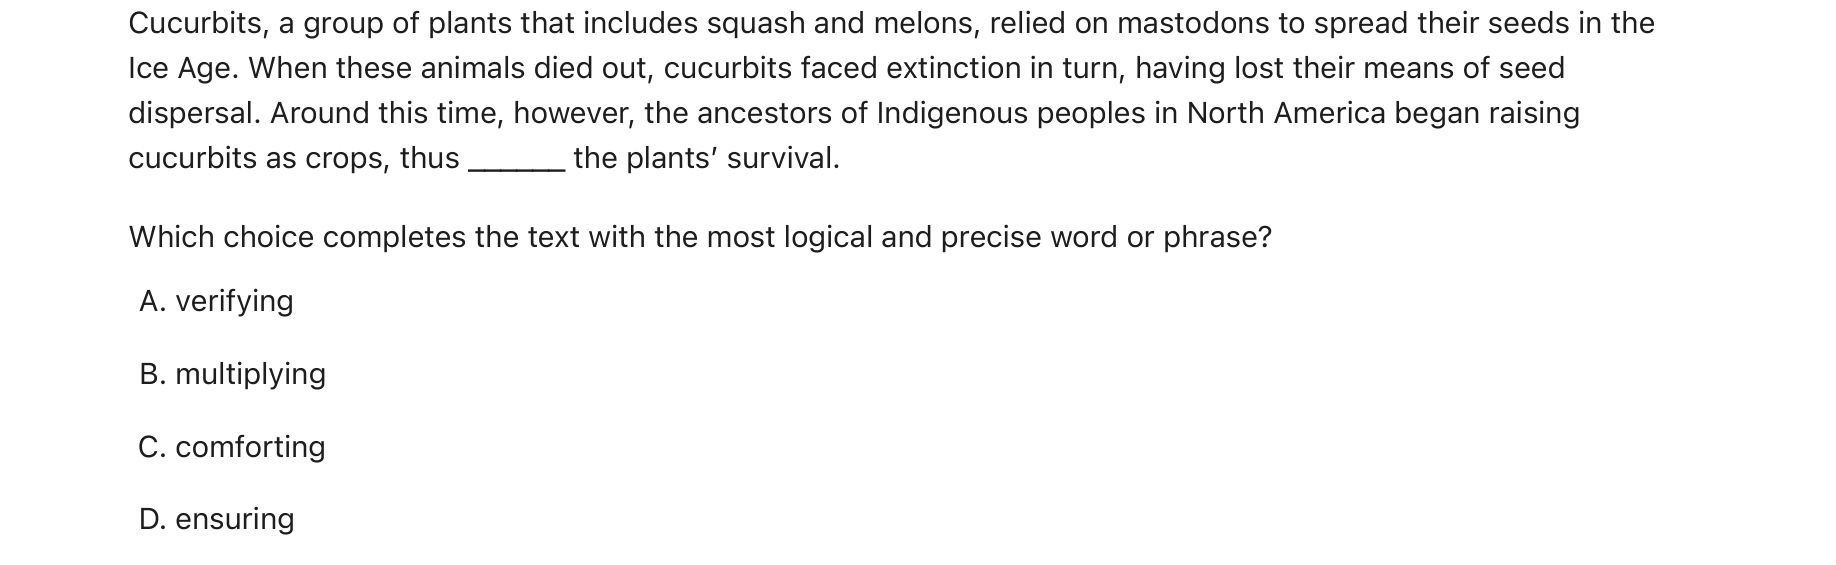 Cucurbits, a group of plants that includes squash and melons, relied on mastodons to spread their seeds in the
Ice Age. When these animals died out, cucurbits faced extinction in turn, having lost their means of seed
dispersal. Around this time, however, the ancestors of Indigenous peoples in North America began raising
cucurbits as crops, thus ______ the plants’ survival.
Which choice completes the text with the most logical and precise word or phrase?
A. verifying
B. multiplying
C. comforting
D. ensuring